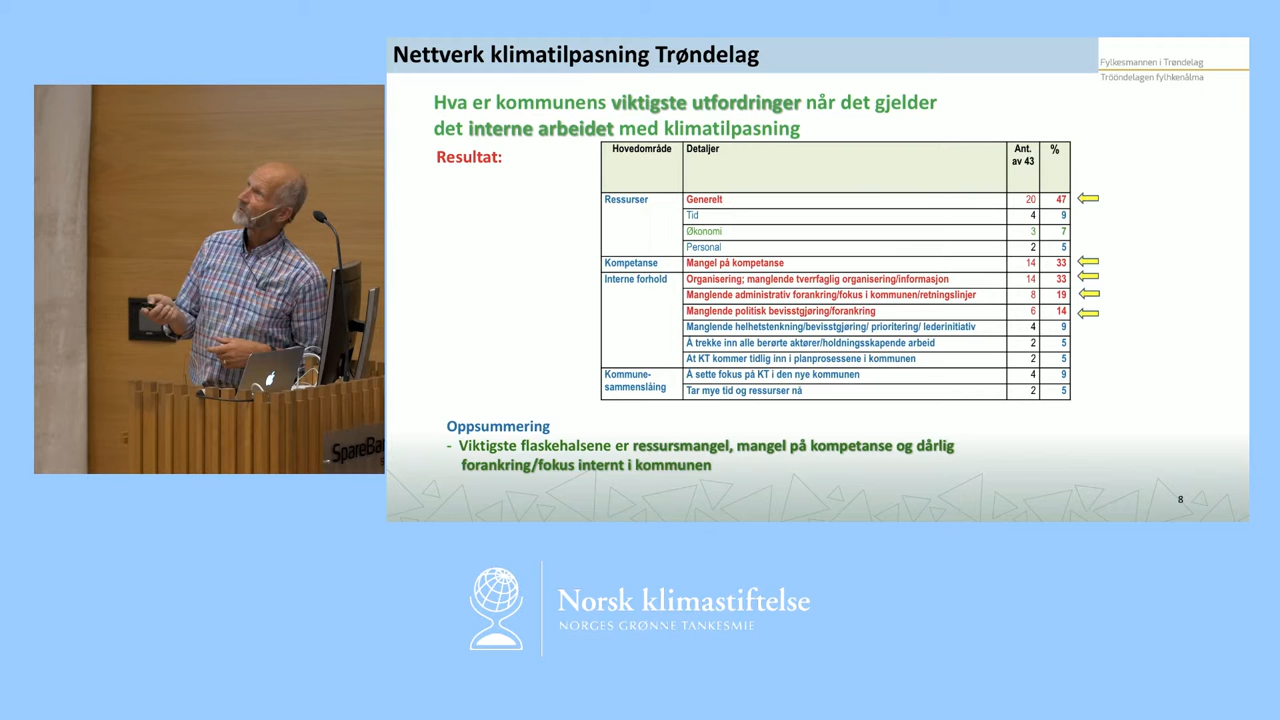 Nettverk klimatilpasning Trøndelag
Fylkesmannen i Trøndelag
Trööndelagen fylhkenålma
Hva er kommunens viktigste utfordringer når det gjelder
det interne arbeidet med klimatilpasning
Resultat:
Hovedområde Detaljer Ant. av 43 %
Ressurser Generelt 20 47
Tid 4 9
Økonomi 3 7
Personal 2 5
Kompetanse Mangel på kompetanse 14 33
Interne forhold Organisering; manglende tverrfaglig organisering/informasjon 14 33
Manglende administrativ forankring/fokus i kommunen/retningslinjer 8 19
Manglende politisk bevisstgjøring/forankring 6 14
Manglende helhetstenkning/bevisstgjøring/ prioritering/ lederinitiativ 4 9
Å trekke inn alle berørte aktører/holdningsskapende arbeid 2 5
At KT kommer tidlig inn i planprosessene i kommunen 2 5
Kommune- Å sette fokus på KT i den nye kommunen 4 9
sammenslåing Tar mye tid og ressurser nå 2 5
Oppsummering
- Viktigste flaskehalsene er ressursmangel, mangel på kompetanse og dårlig
forankring/fokus internt i kommunen
8
SpareBa
Norsk klimastiftelse
NORGES GRØNNE TANKESMIE